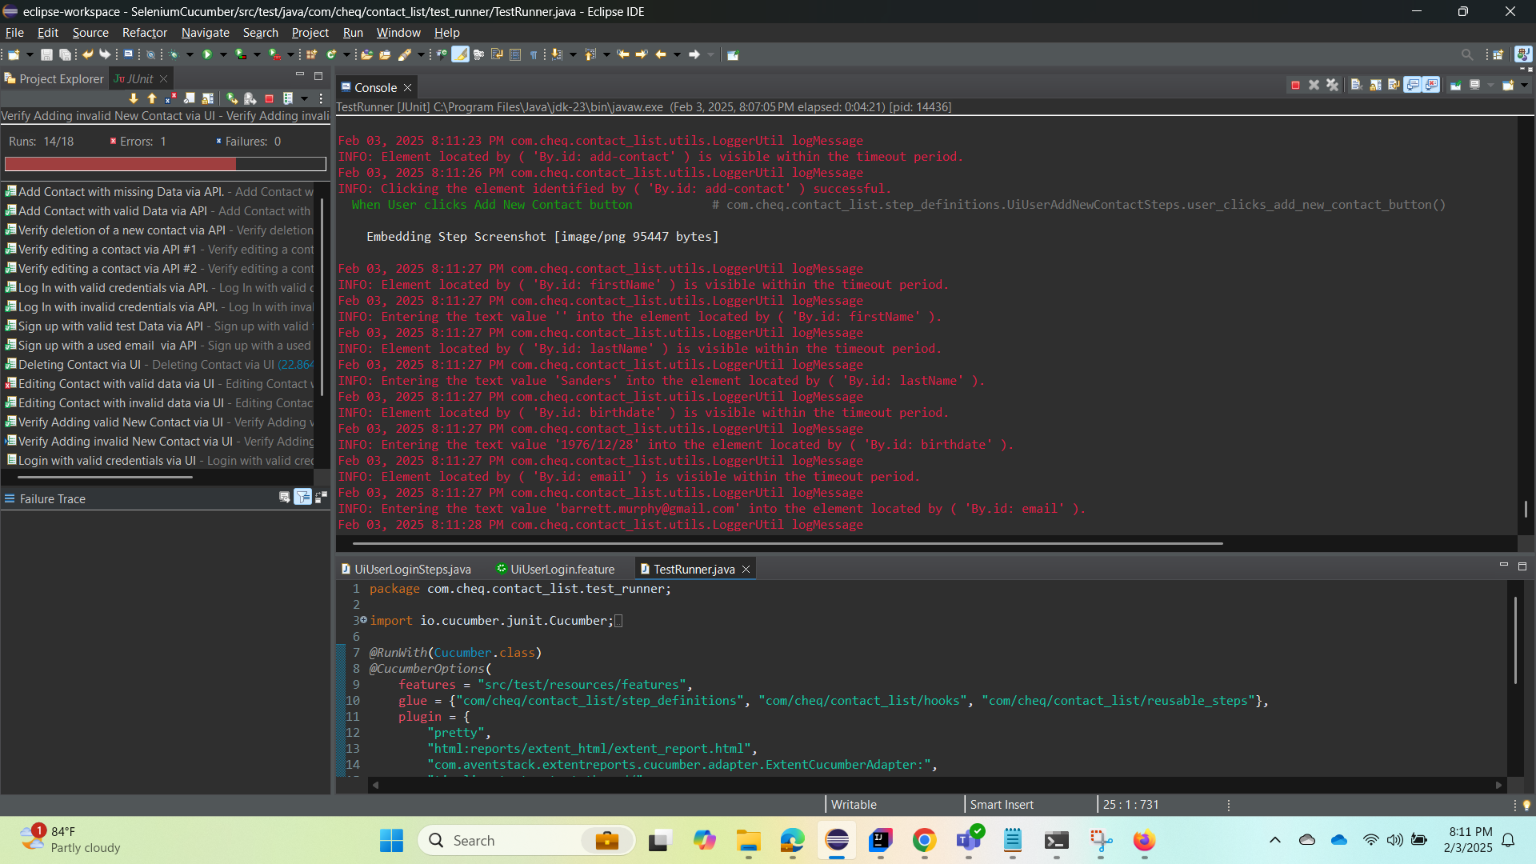 eclipse-workspace - SeleniumCucumber/src/test/java/com/cheq/contact_list/test_runner/TestRunner.java - Eclipse IDE
File Edit Source Refactor Navigate Search Project Run Window Help
Project Explorer JUnit
Verify Adding invalid New Contact via UI - Verify Adding invali
Runs: 14/18 Errors: 1 Failures: 0
Add Contact with missing Data via API. - Add Contact w
Add Contact with valid Data via API - Add Contact with
Verify deletion of a new contact via API - Verify deletion
Verify editing a contact via API #1 - Verify editing a cont
Verify editing a contact via API #2 - Verify editing a cont
Log In with valid credentials via API. - Log In with valid c
Log In with invalid credentials via API. - Log In with inva
Sign up with valid test Data via API - Sign up with valid
Sign up with a used email via API - Sign up with a used
Deleting Contact via UI - Deleting Contact via UI (22.864
Editing Contact with valid data via UI - Editing Contact
Editing Contact with invalid data via UI - Editing Contac
Verify Adding valid New Contact via UI - Verify Adding v
Verify Adding invalid New Contact via UI - Verify Adding
Login with valid credentials via UI - Login with valid cre
Failure Trace
Console
TestRunner [JUnit] C:\Program Files\Java\jdk-23\bin\javaw.exe (Feb 3, 2025, 8:07:05 PM elapsed: 0:04:21) [pid: 14436]
Feb 03, 2025 8:11:23 PM com.cheq.contact_list.utils.LoggerUtil logMessage
INFO: Element located by ( 'By.id: add-contact' ) is visible within the timeout period.
Feb 03, 2025 8:11:26 PM com.cheq.contact_list.utils.LoggerUtil logMessage
INFO: Clicking the element identified by ( 'By.id: add-contact' ) successful.
When User clicks Add New Contact button # com.cheq.contact_list.step_definitions.UiUserAddNewContactSteps.user_clicks_add_new_contact_button()
Embedding Step Screenshot [image/png 95447 bytes]
Feb 03, 2025 8:11:27 PM com.cheq.contact_list.utils.LoggerUtil logMessage
INFO: Element located by ( 'By.id: firstName' ) is visible within the timeout period.
Feb 03, 2025 8:11:27 PM com.cheq.contact_list.utils.LoggerUtil logMessage
INFO: Entering the text value '' into the element located by ( 'By.id: firstName' ).
Feb 03, 2025 8:11:27 PM com.cheq.contact_list.utils.LoggerUtil logMessage
INFO: Element located by ( 'By.id: lastName' ) is visible within the timeout period.
Feb 03, 2025 8:11:27 PM com.cheq.contact_list.utils.LoggerUtil logMessage
INFO: Entering the text value 'Sanders' into the element located by ( 'By.id: lastName' ).
Feb 03, 2025 8:11:27 PM com.cheq.contact_list.utils.LoggerUtil logMessage
INFO: Element located by ( 'By.id: birthdate' ) is visible within the timeout period.
Feb 03, 2025 8:11:27 PM com.cheq.contact_list.utils.LoggerUtil logMessage
INFO: Entering the text value '1976/12/28' into the element located by ( 'By.id: birthdate' ).
Feb 03, 2025 8:11:27 PM com.cheq.contact_list.utils.LoggerUtil logMessage
INFO: Element located by ( 'By.id: email' ) is visible within the timeout period.
Feb 03, 2025 8:11:27 PM com.cheq.contact_list.utils.LoggerUtil logMessage
INFO: Entering the text value 'barrett.murphy@gmail.com' into the element located by ( 'By.id: email' ).
Feb 03, 2025 8:11:28 PM com.cheq.contact_list.utils.LoggerUtil logMessage
UiUserLoginSteps.java UiUserLogin.feature TestRunner.java
1 package com.cheq.contact_list.test_runner;
2
3 import io.cucumber.junit.Cucumber;
6
7 @RunWith(Cucumber.class)
8 @CucumberOptions(
9 features = "src/test/resources/features",
10 glue = {"com/cheq/contact_list/step_definitions", "com/cheq/contact_list/hooks", "com/cheq/contact_list/reusable_steps"},
11 plugin = {
12 "pretty",
13 "html:reports/extent_html/extent_report.html",
14 "com.aventstack.extentreports.cucumber.adapter.ExtentCucumberAdapter:",
Writable Smart Insert 25 : 1 : 731
1 84°F
Partly cloudy
Search
8:11 PM
2/3/2025